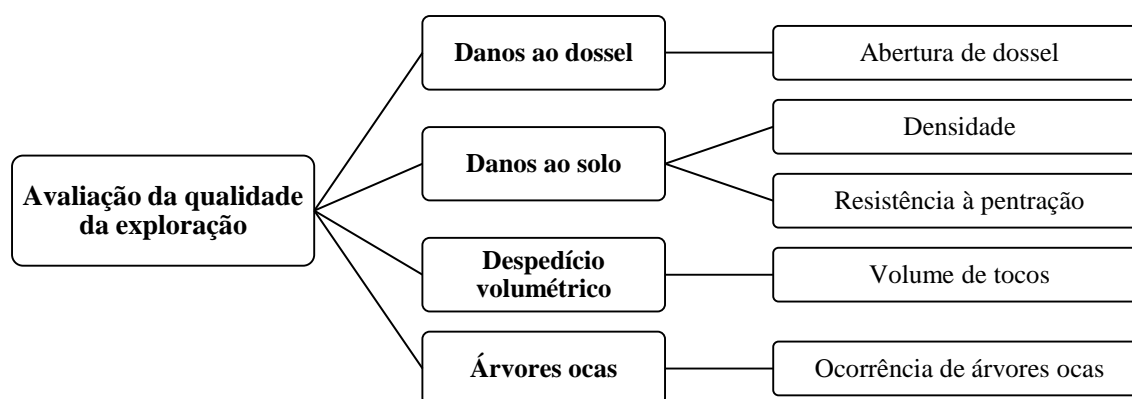 Avaliação da qualidade
da exploração
Danos ao dossel
Abertura de dossel
Danos ao solo
Densidade
Resistência à pentração
Despedício
volumétrico
Volume de tocos
Árvores ocas
Ocorrência de árvores ocas